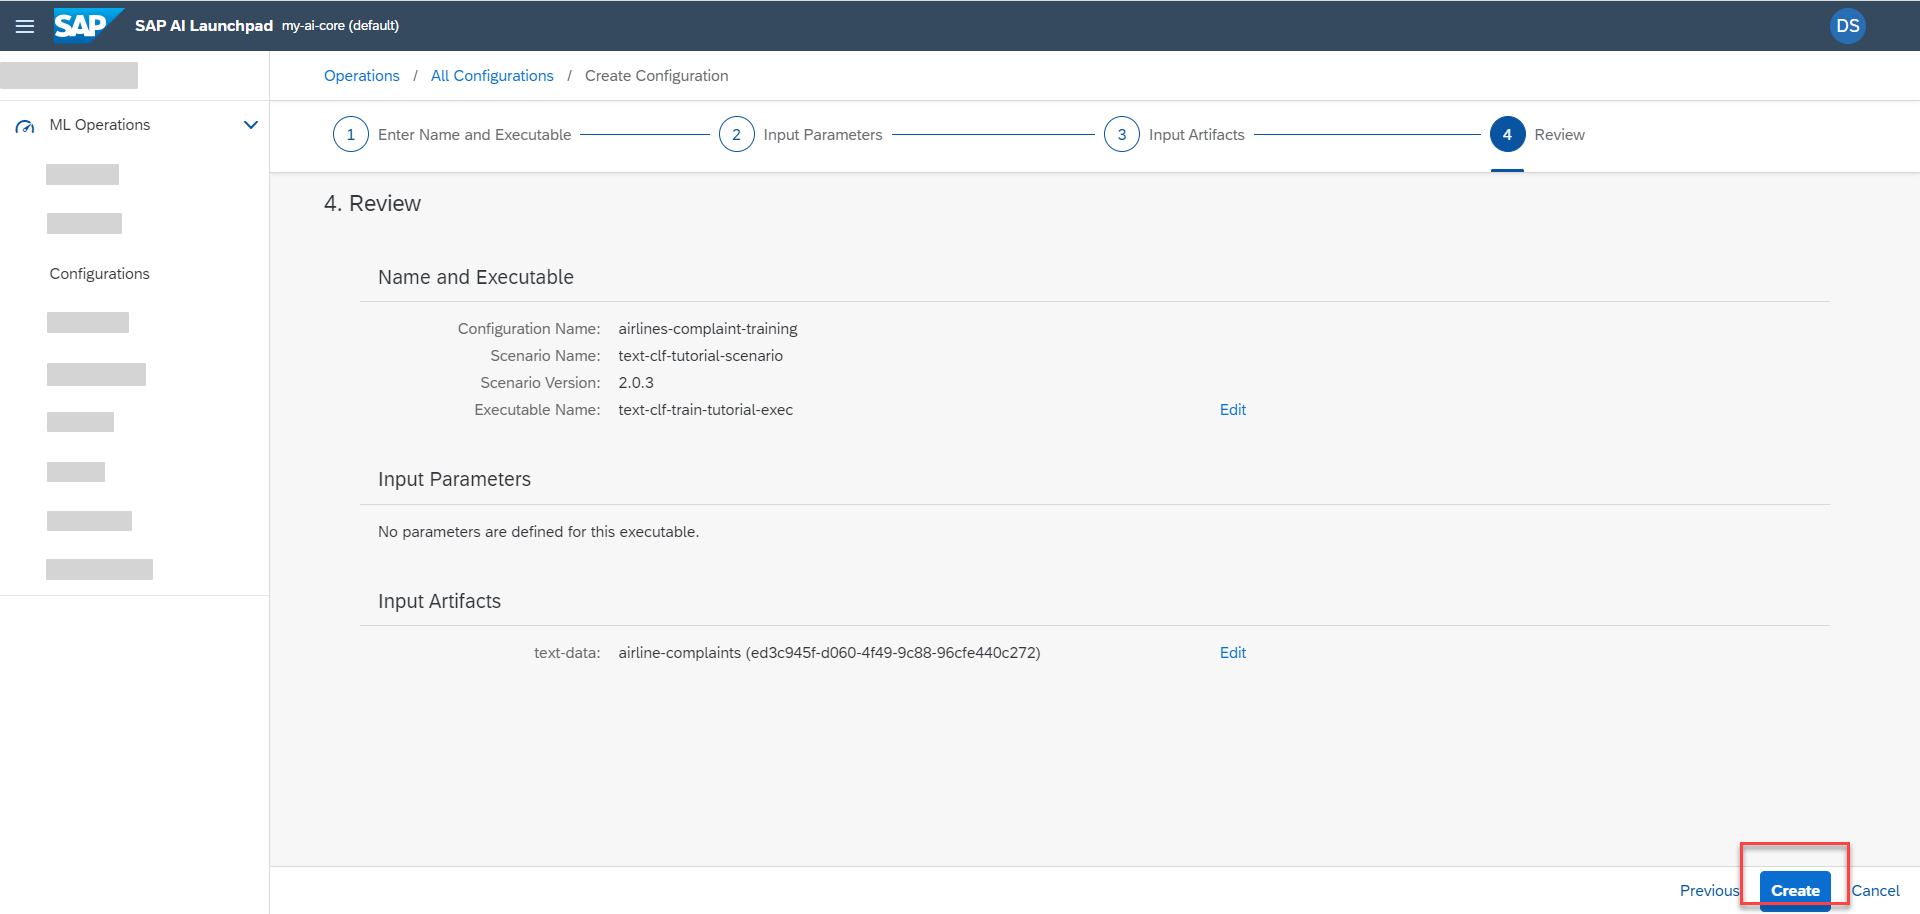 SAP SAP AI Launchpad my-ai-core (default) DS
Operations / All Configurations / Create Configuration
ML Operations
1 Enter Name and Executable 2 Input Parameters 3 Input Artifacts 4 Review
4. Review
Configurations
Name and Executable
Configuration Name: airlines-complaint-training
Scenario Name: text-clf-tutorial-scenario
Scenario Version: 2.0.3
Executable Name: text-clf-train-tutorial-exec Edit
Input Parameters
No parameters are defined for this executable.
Input Artifacts
text-data: airline-complaints (ed3c945f-d060-4f49-9c88-96cfe440c272) Edit
Previous Create Cancel